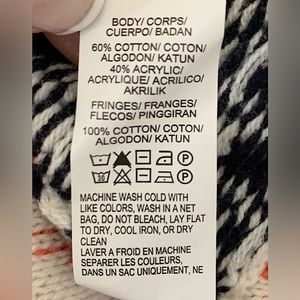 BODY/ CORPS/
CUERPO/ BADAN
60% COTTON/ COTON/
ALGODON/ KATUN
40% ACRYLIC/
ACRYLIQUE/ ACRILICO/
AKRILIK
FRINGES/ FRANGES/
FLECOS/ PINGGIRAN
100% COTTON/ COTON/
ALGODON/ KATUN
30
MACHINE WASH COLD WITH
LIKE COLORS, WASH IN A NET
BAG, DO NOT BLEACH, LAY FLAT
TO DRY, COOL IRON, OR DRY
CLEAN
LAVER A FROID EN MACHINE
SEPARER LES COULEURS,
DANS UN SAC UNIQUEMENT, NE